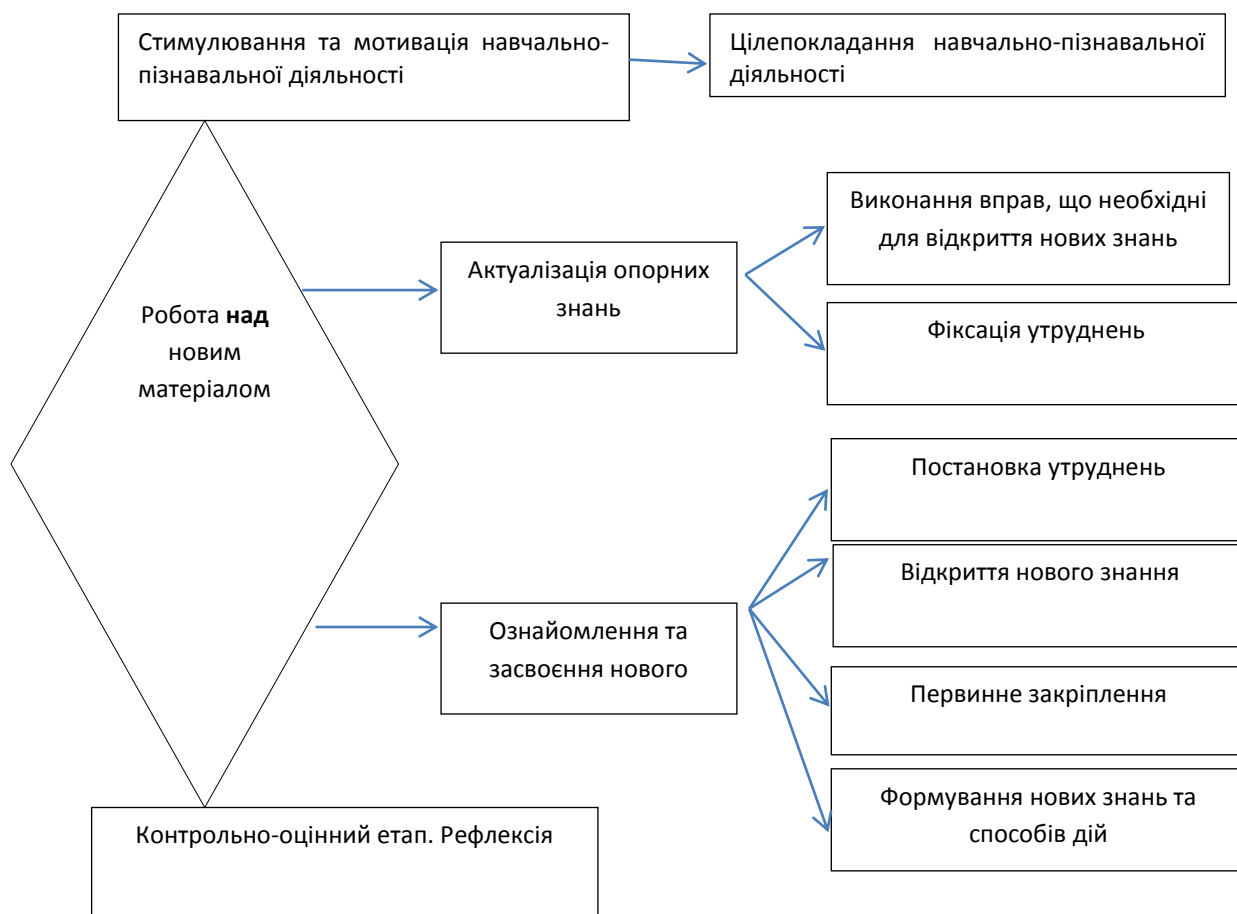 Стимулювання та мотивація навчально-
пізнавальної діяльності
Цілепокладання навчально-пізнавальної
діяльності
Робота над
новим
матеріалом
Актуалізація опорних
знань
Виконання вправ, що необхідні
для відкриття нових знань
Фіксація утруднень
Ознайомлення та
засвоєння нового
Постановка утруднень
Відкриття нового знання
Первинне закріплення
Формування нових знань та
способів дій
Контрольно-оцінний етап. Рефлексія